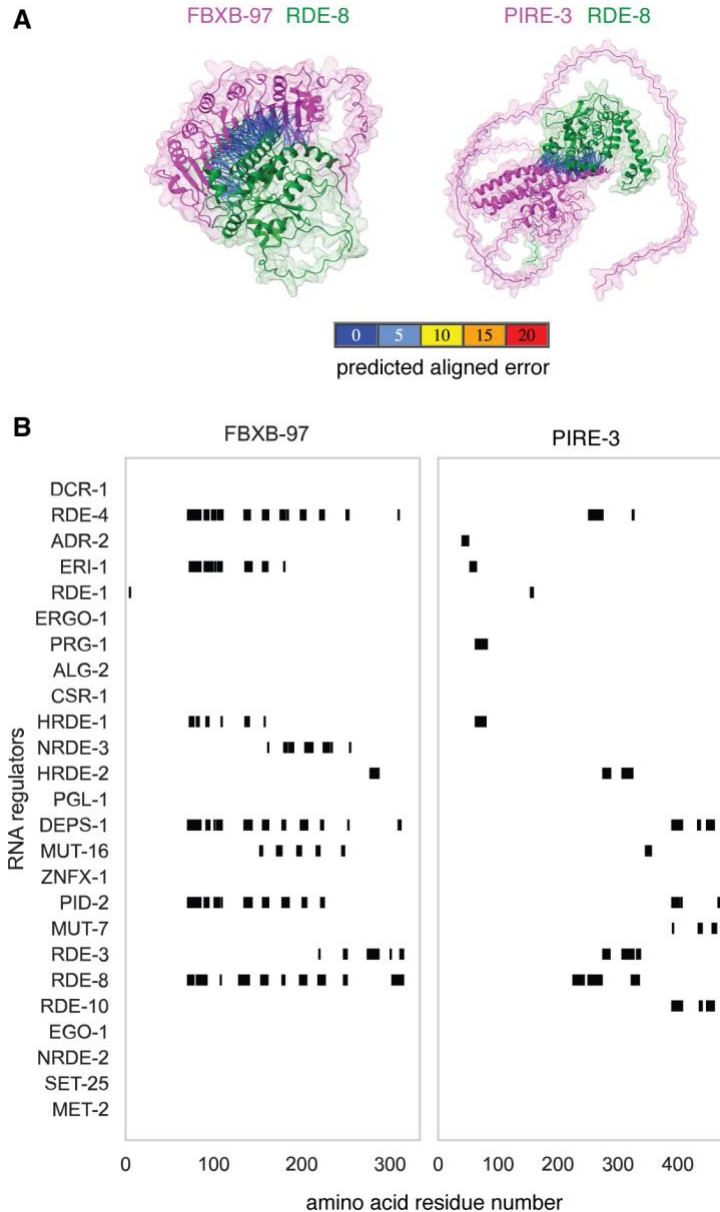 A
FBXB-97 RDE-8
PIRE-3 RDE-8
0 5 10 15 20
predicted aligned error
B
FBXB-97
PIRE-3
RNA regulators
DCR-1
RDE-4
ADR-2
ERI-1
RDE-1
ERGO-1
PRG-1
ALG-2
CSR-1
HRDE-1
NRDE-3
HRDE-2
PGL-1
DEPS-1
MUT-16
ZNFX-1
PID-2
MUT-7
RDE-3
RDE-8
RDE-10
EGO-1
NRDE-2
SET-25
MET-2
0 100 200 300
0 100 200 300 400
amino acid residue number